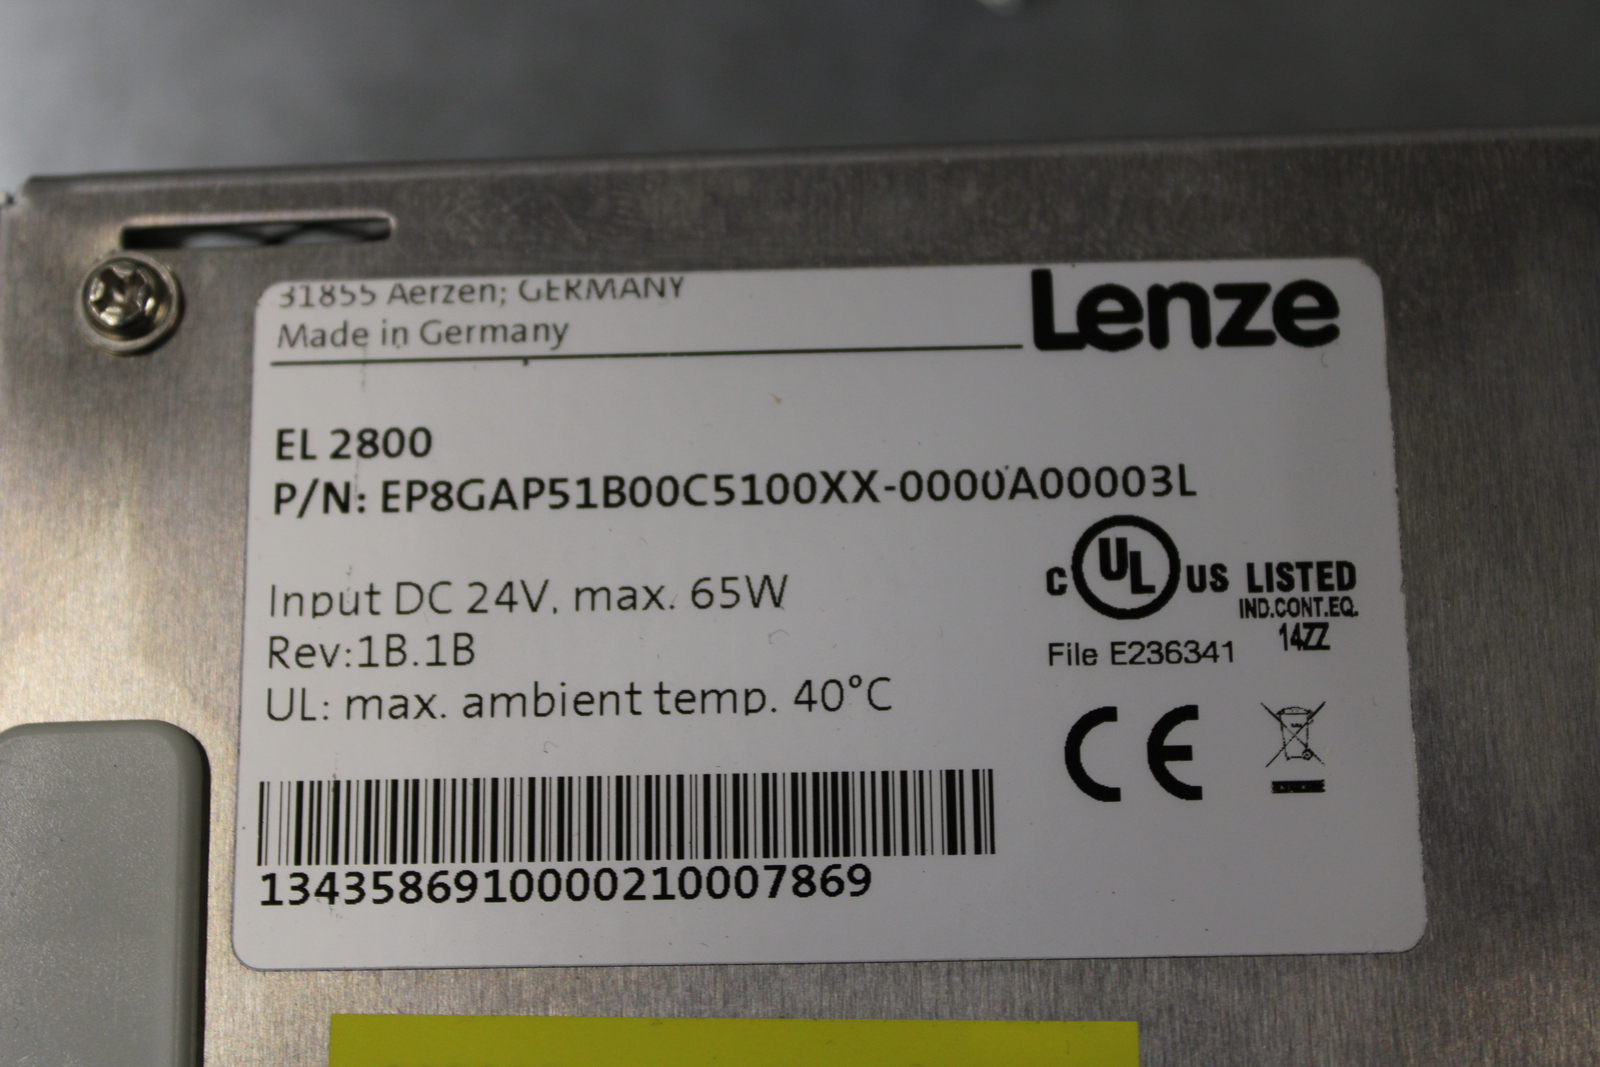 31855 Aerzen; GERMANY
Made in Germany
Lenze
EL 2800
P/N: EP8GAP51B00C5100XX-0000A00003L
Input DC 24V, max. 65W
Rev:1B.1B
UL: max. ambient temp. 40°C
C UL US LISTED
IND.CONT.EQ.
14ZZ
File E236341
CE
1343586910000210007869